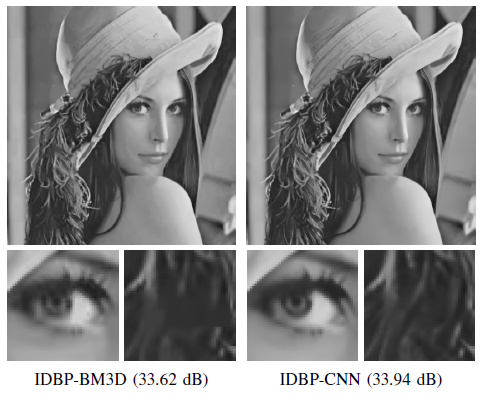 IDBP-BM3D (33.62 dB)
IDBP-CNN (33.94 dB)